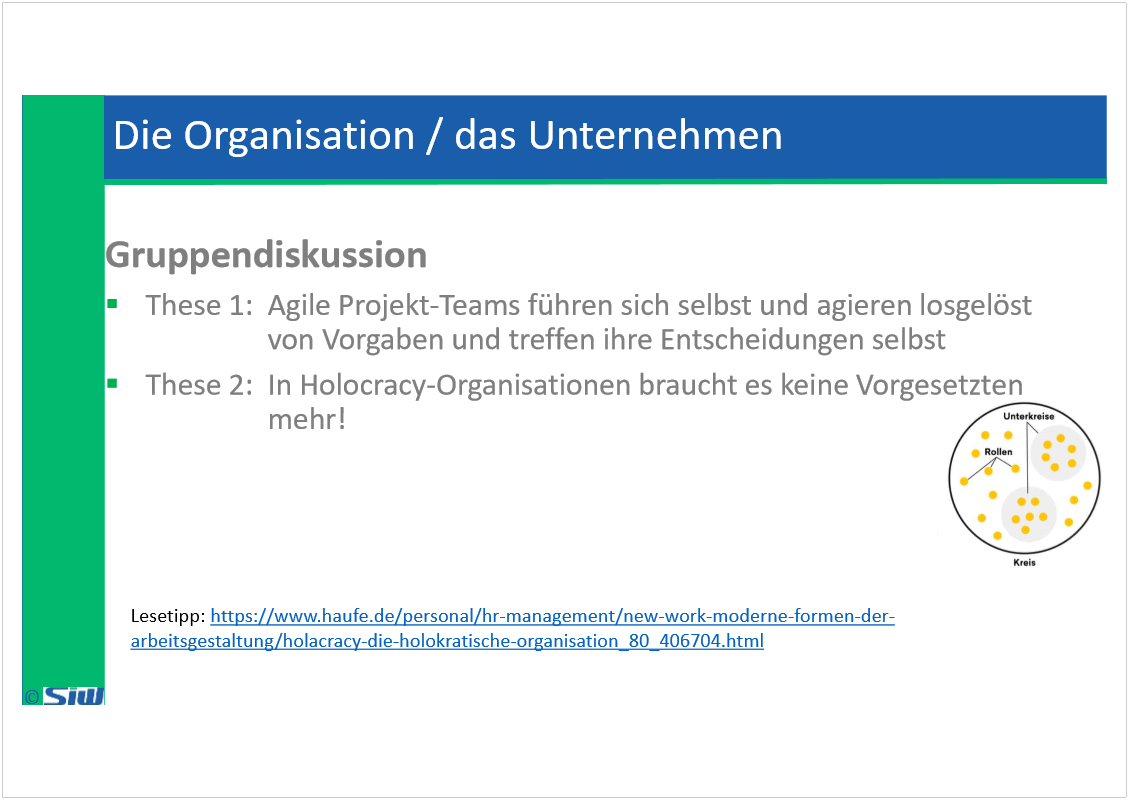 Die Organisation / das Unternehmen
Gruppendiskussion
▪ These 1: Agile Projekt-Teams führen sich selbst und agieren losgelöst
von Vorgaben und treffen ihre Entscheidungen selbst
▪ These 2: In Holocracy-Organisationen braucht es keine Vorgesetzten
mehr!
Unterkreise
Rollen
Kreis
Lesetipp: https://www.haufe.de/personal/hr-management/new-work-moderne-formen-der-
arbeitsgestaltung/holacracy-die-holokratische-organisation_80_406704.html
© SIW